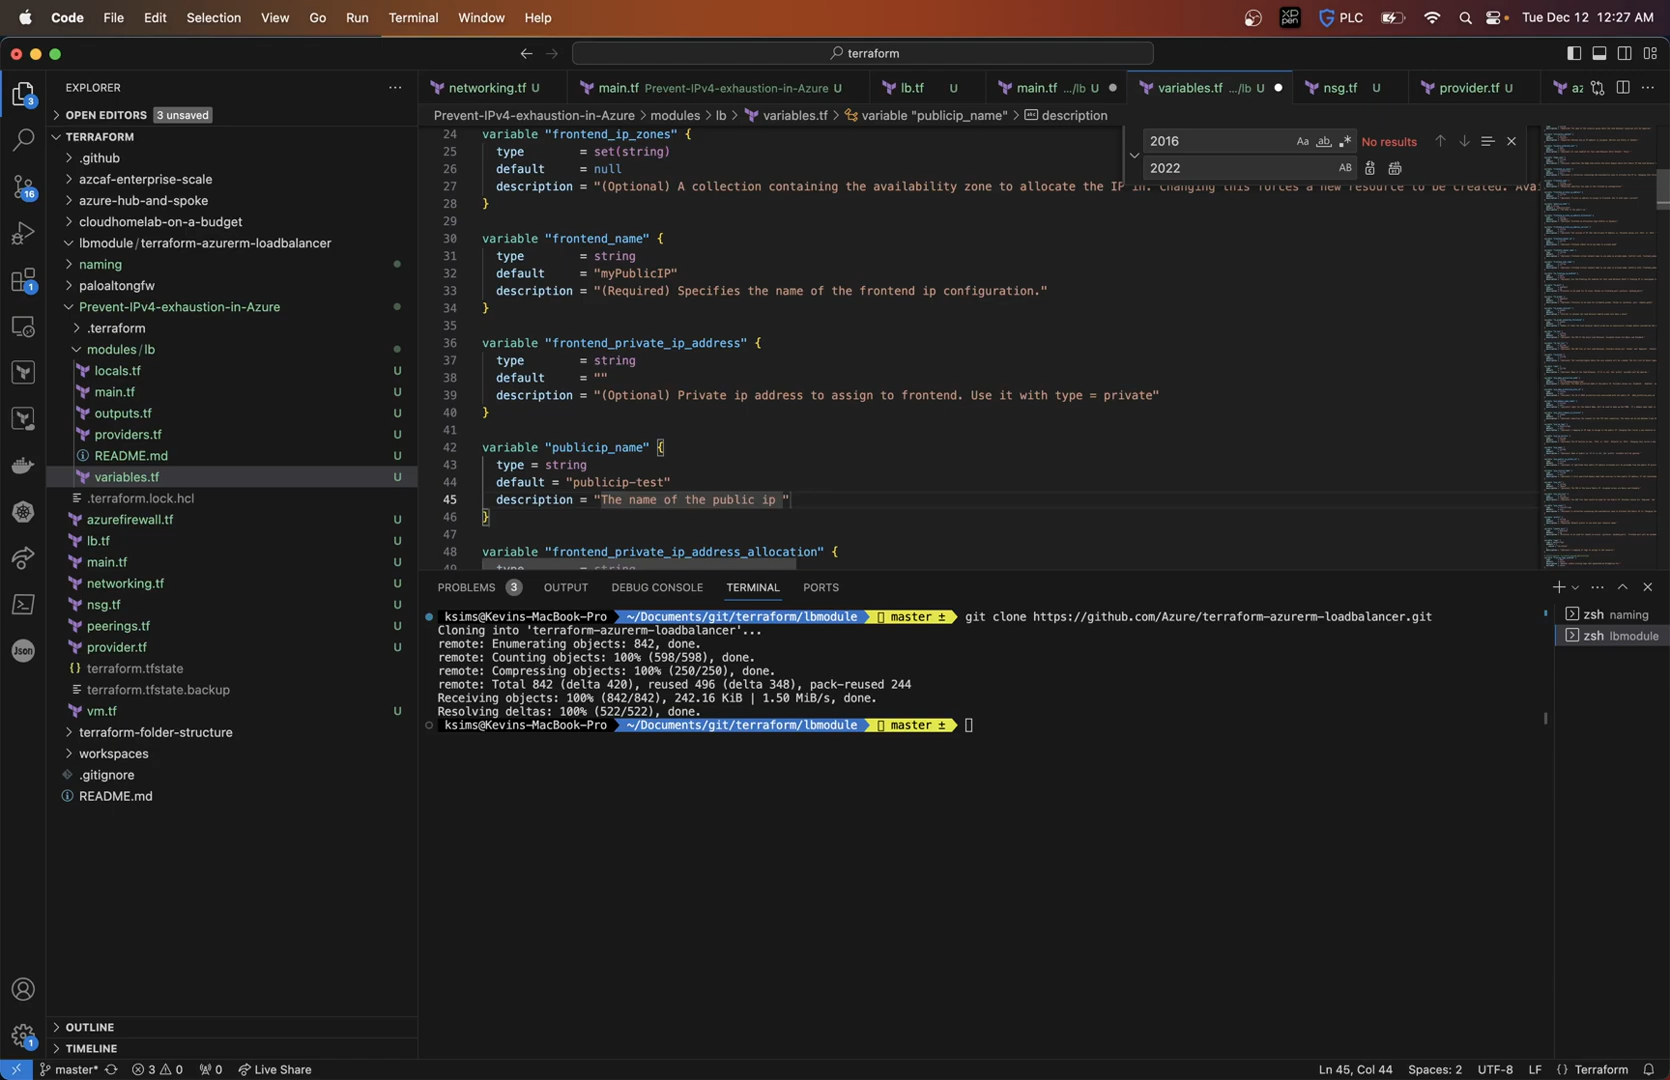 Code File Edit Selection View Go Run Terminal Window Help
XP PEN PLC Tue Dec 12 12:27 AM
terraform
EXPLORER
OPEN EDITORS 3 unsaved
TERRAFORM
.github
azcaf-enterprise-scale
azure-hub-and-spoke
cloudhomelab-on-a-budget
lbmodule/terraform-azurerm-loadbalancer
naming
paloaltongfw
Prevent-IPv4-exhaustion-in-Azure
.terraform
modules/lb
locals.tf U
main.tf U
outputs.tf U
providers.tf U
README.md U
variables.tf U
.terraform.lock.hcl
azurefirewall.tf U
lb.tf U
main.tf U
networking.tf U
nsg.tf U
peerings.tf U
provider.tf U
terraform.tfstate
terraform.tfstate.backup
vm.tf U
terraform-folder-structure
workspaces
.gitignore
README.md
OUTLINE
TIMELINE
3
16
1
Json
1
networking.tf U main.tf Prevent-IPv4-exhaustion-in-Azure U lb.tf U main.tf .../lb U variables.tf .../lb U nsg.tf U provider.tf U az
Prevent-IPv4-exhaustion-in-Azure > modules > lb > variables.tf > variable "publicip_name" > description
2016 Aa ab .* No results
2022 AB
24 variable "frontend_ip_zones" {
25 type = set(string)
26 default = null
27 description = "(Optional) A collection containing the availability zone to allocate the IP in. Changing this forces a new resource to be created. Avai
28 }
29
30 variable "frontend_name" {
31 type = string
32 default = "myPublicIP"
33 description = "(Required) Specifies the name of the frontend ip configuration."
34 }
35
36 variable "frontend_private_ip_address" {
37 type = string
38 default = ""
39 description = "(Optional) Private ip address to assign to frontend. Use it with type = private"
40 }
41
42 variable "publicip_name" {
43 type = string
44 default = "publicip-test"
45 description = "The name of the public ip "
46 }
47
48 variable "frontend_private_ip_address_allocation" {
type = string
PROBLEMS 3 OUTPUT DEBUG CONSOLE TERMINAL PORTS
ksims@Kevins-MacBook-Pro ~/Documents/git/terraform/lbmodule master ± git clone https://github.com/Azure/terraform-azurerm-loadbalancer.git
Cloning into 'terraform-azurerm-loadbalancer'...
remote: Enumerating objects: 842, done.
remote: Counting objects: 100% (598/598), done.
remote: Compressing objects: 100% (250/250), done.
remote: Total 842 (delta 420), reused 496 (delta 348), pack-reused 244
Receiving objects: 100% (842/842), 242.16 KiB | 1.50 MiB/s, done.
Resolving deltas: 100% (522/522), done.
ksims@Kevins-MacBook-Pro ~/Documents/git/terraform/lbmodule master ±
zsh naming
zsh lbmodule
master* 3 0 0 Live Share Ln 45, Col 44 Spaces: 2 UTF-8 LF {} Terraform